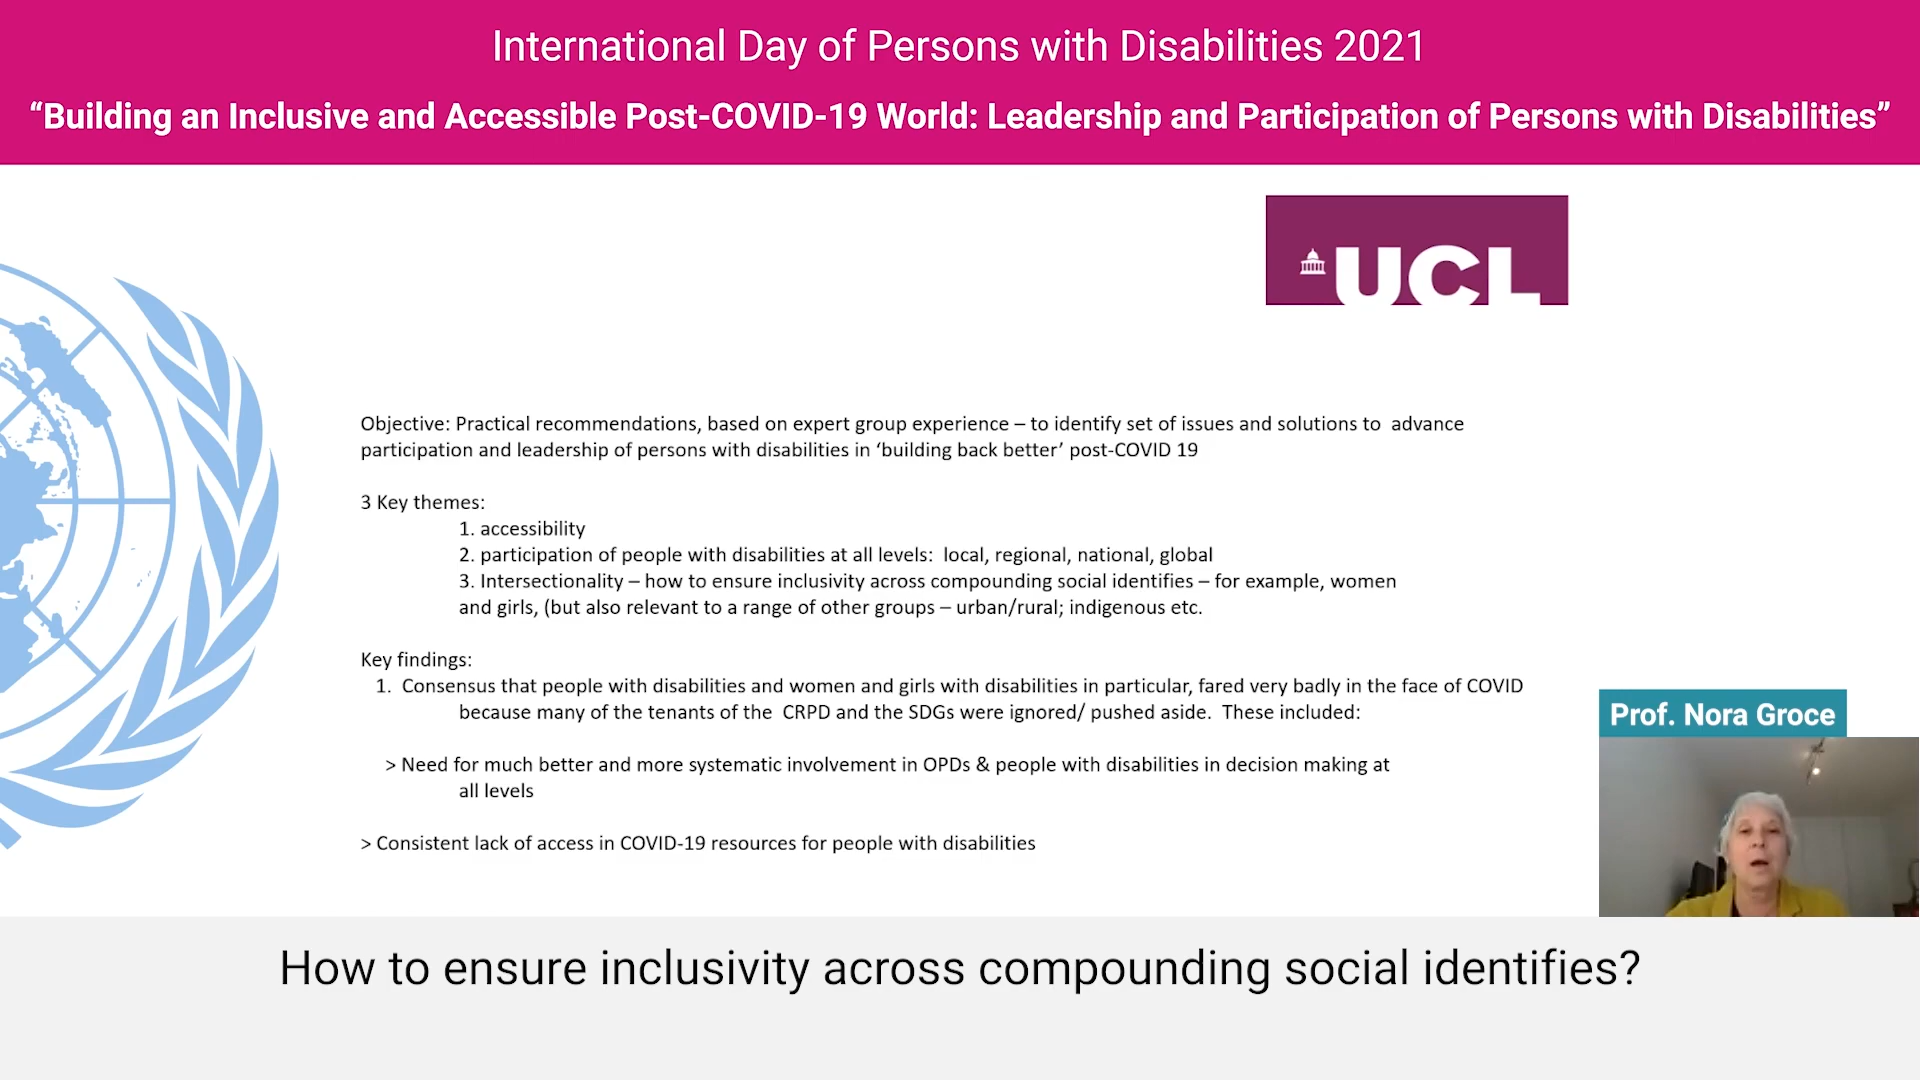 International Day of Persons with Disabilities 2021
“Building an Inclusive and Accessible Post-COVID-19 World: Leadership and Participation of Persons with Disabilities”
UCL
Objective: Practical recommendations, based on expert group experience – to identify set of issues and solutions to advance
participation and leadership of persons with disabilities in ‘building back better’ post-COVID 19
3 Key themes:
1. accessibility
2. participation of people with disabilities at all levels: local, regional, national, global
3. Intersectionality – how to ensure inclusivity across compounding social identifies – for example, women
and girls, (but also relevant to a range of other groups – urban/rural; indigenous etc.
Key findings:
1. Consensus that people with disabilities and women and girls with disabilities in particular, fared very badly in the face of COVID
because many of the tenants of the CRPD and the SDGs were ignored/ pushed aside. These included:
> Need for much better and more systematic involvement in OPDs & people with disabilities in decision making at
all levels
> Consistent lack of access in COVID-19 resources for people with disabilities
Prof. Nora Groce
How to ensure inclusivity across compounding social identifies?